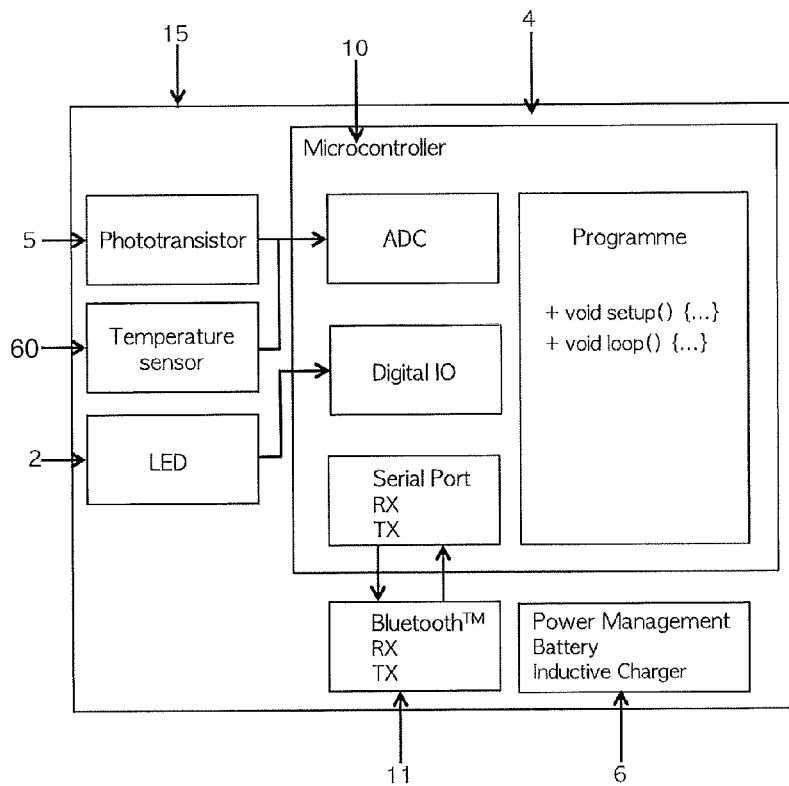 15
10
4
Microcontroller
5
Phototransistor
ADC
Programme
+ void setup() {...}
+ void loop() {...}
60
Temperature
sensor
Digital IO
2
LED
Serial Port
RX
TX
Bluetooth™
RX
TX
Power Management
Battery
Inductive Charger
11
6